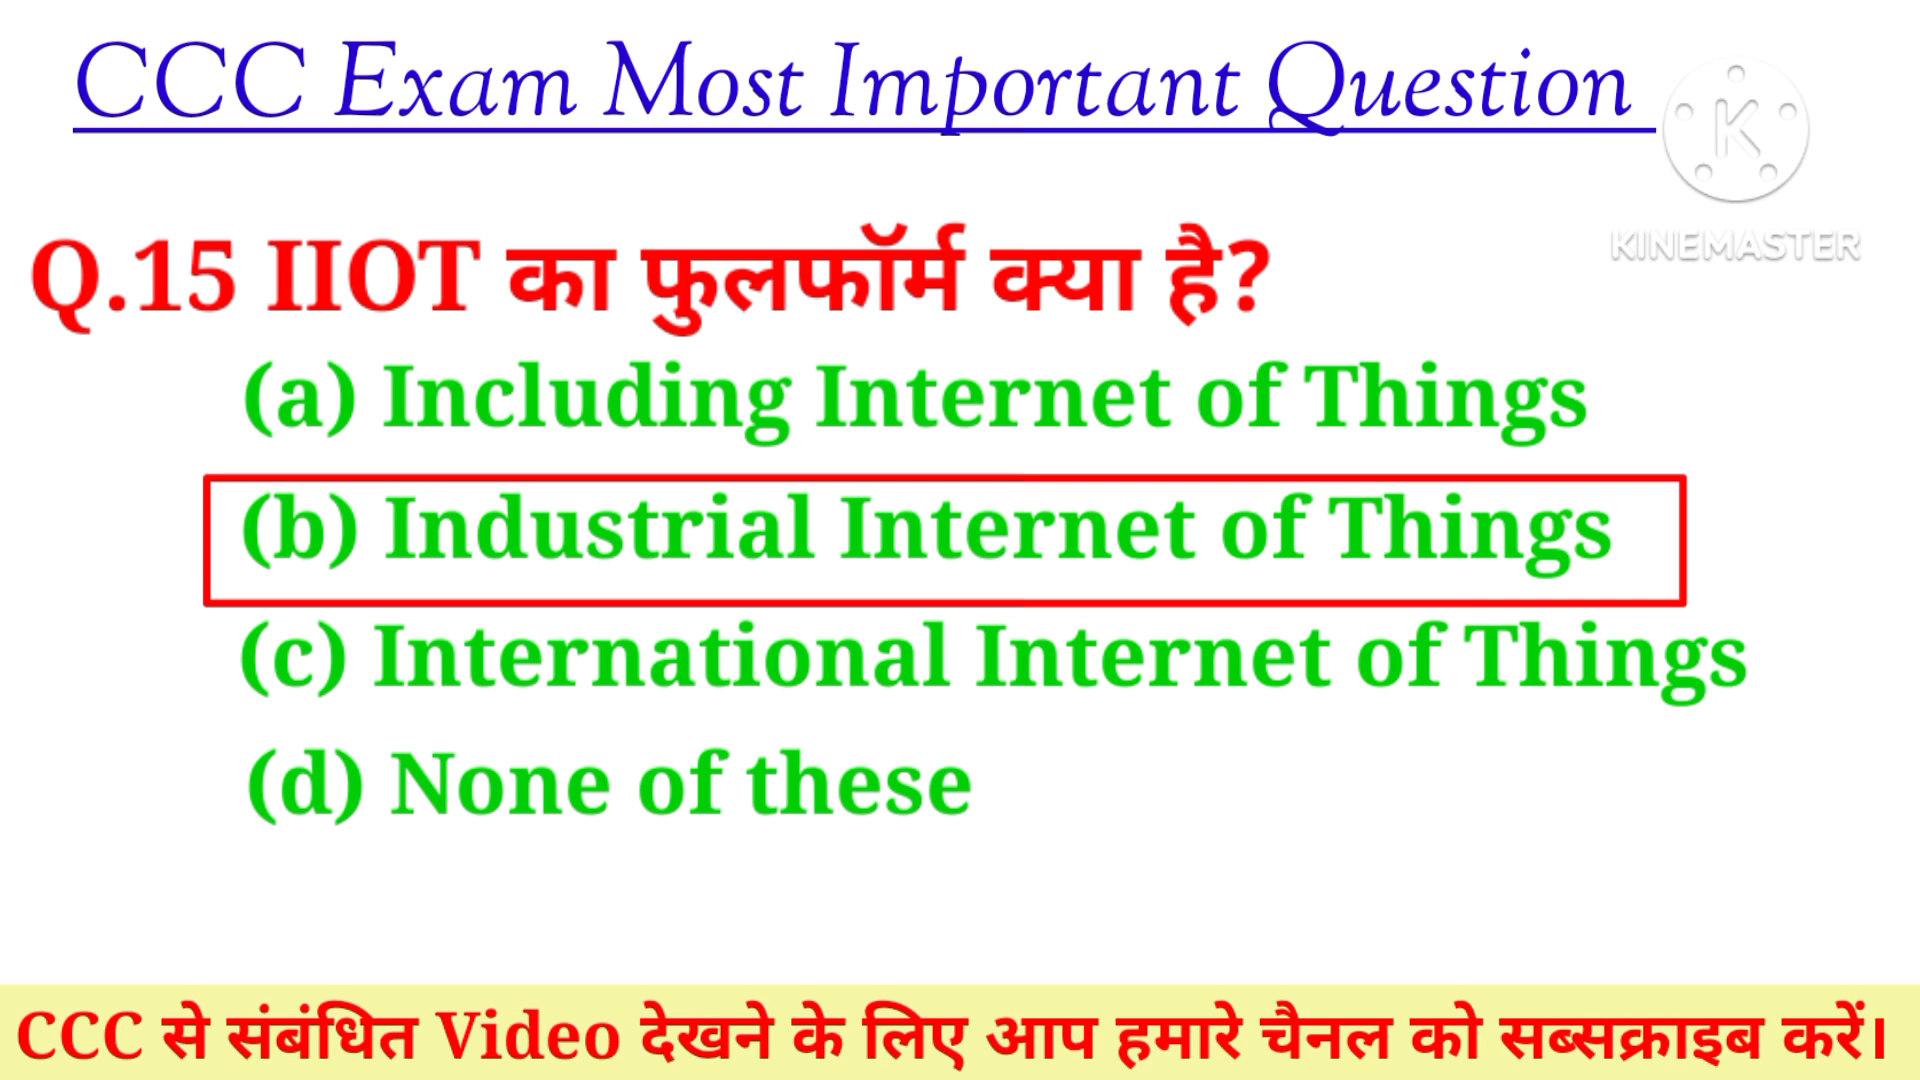 CCC Exam Most Important Question
K
KINEMASTER
Q.15 IIOT का फुलफॉर्म क्या है?
(a) Including Internet of Things
(b) Industrial Internet of Things
(c) International Internet of Things
(d) None of these
CCC से संबंधित Video देखने के लिए आप हमारे चैनल को सब्सक्राइब करें।